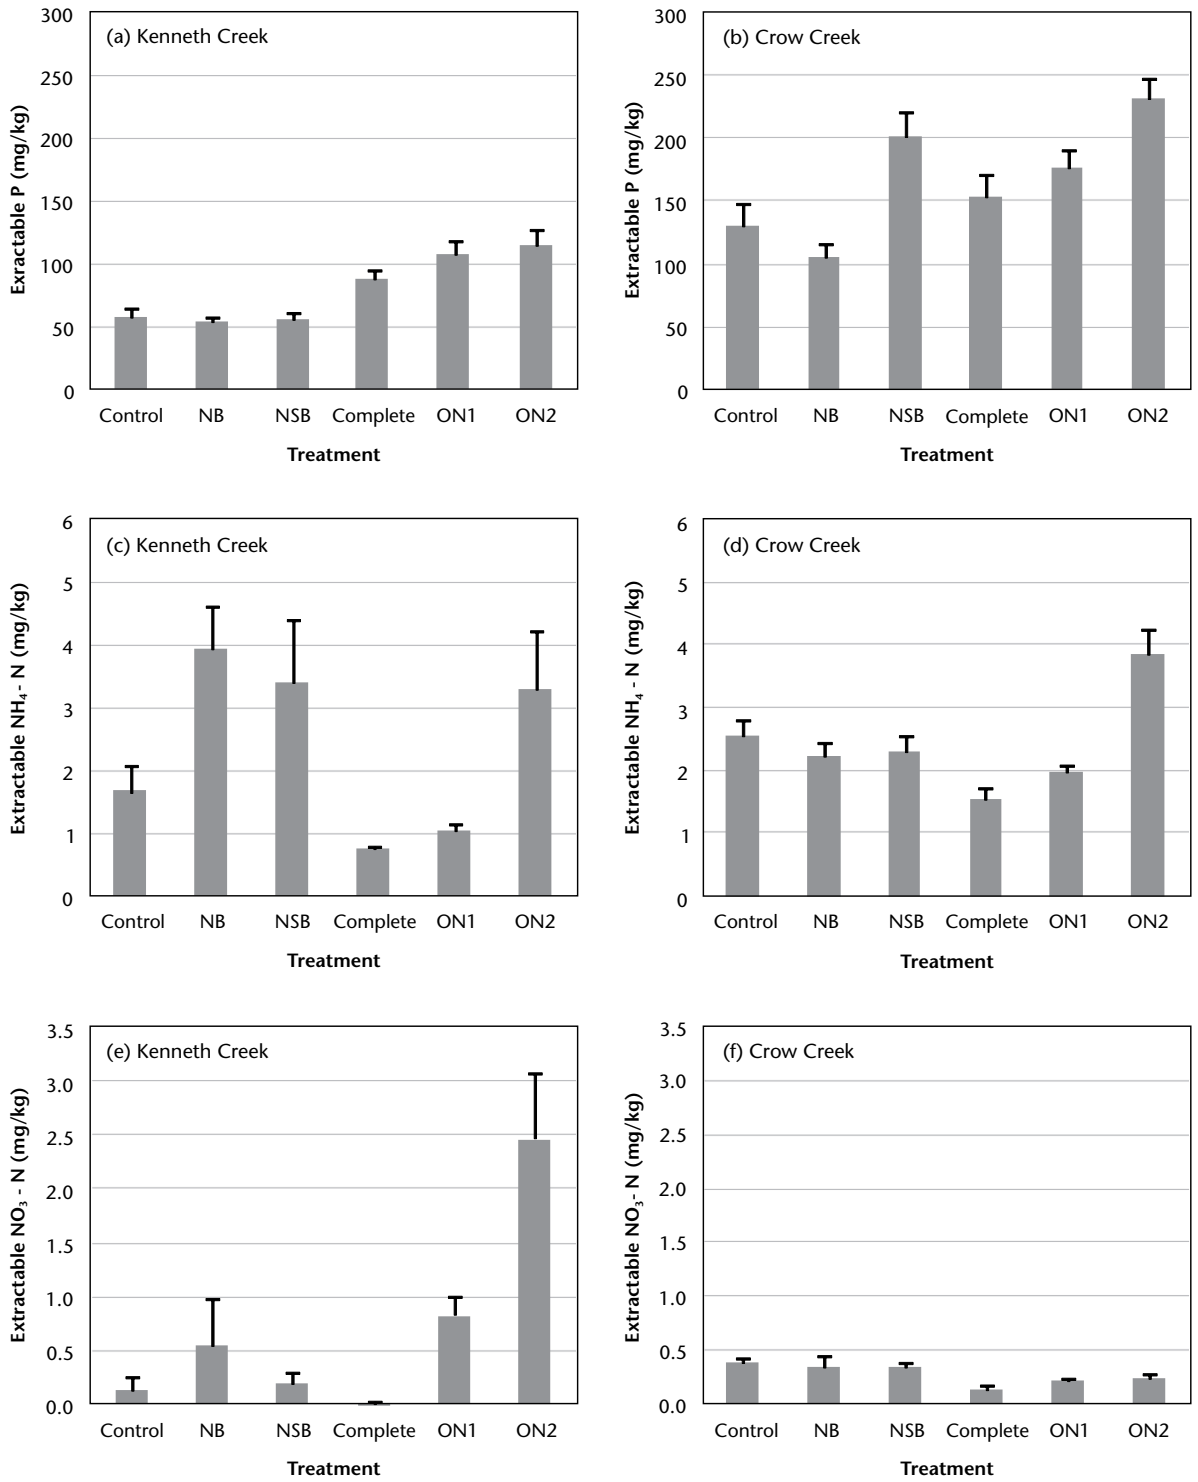 (a) Kenneth Creek
Exractable P (mg/kg)
300
250
200
150
100
50
0
Control NB NSB Complete ON1 ON2
Treatment
(b) Crow Creek
Extractable P (mg/kg)
300
250
200
150
100
50
0
Control NB NSB Complete ON1 ON2
Treatment
(c) Kenneth Creek
Extractable NH₄ - N (mg/kg)
6
5
4
3
2
1
0
Control NB NSB Complete ON1 ON2
Treatment
(d) Crow Creek
Extractable NH₄ - N (mg/kg)
6
5
4
3
2
1
0
Control NB NSB Complete ON1 ON2
Treatment
(e) Kenneth Creek
Extractable NO₃ - N (mg/kg)
3.5
3.0
2.5
2.0
1.5
1.0
0.5
0.0
Control NB NSB Complete ON1 ON2
Treatment
(f) Crow Creek
Extractable NO₃- N (mg/kg)
3.5
3.0
2.5
2.0
1.5
1.0
0.5
0.0
Control NB NSB Complete ON1 ON2
Treatment